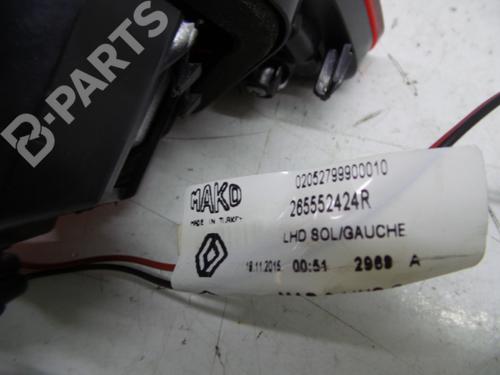 B-PARTS
02052799900010
MAKO
265552424R
MADE IN TURKEY
LHD SOL/GAUCHE
19.11.2015 00:51 2969 A